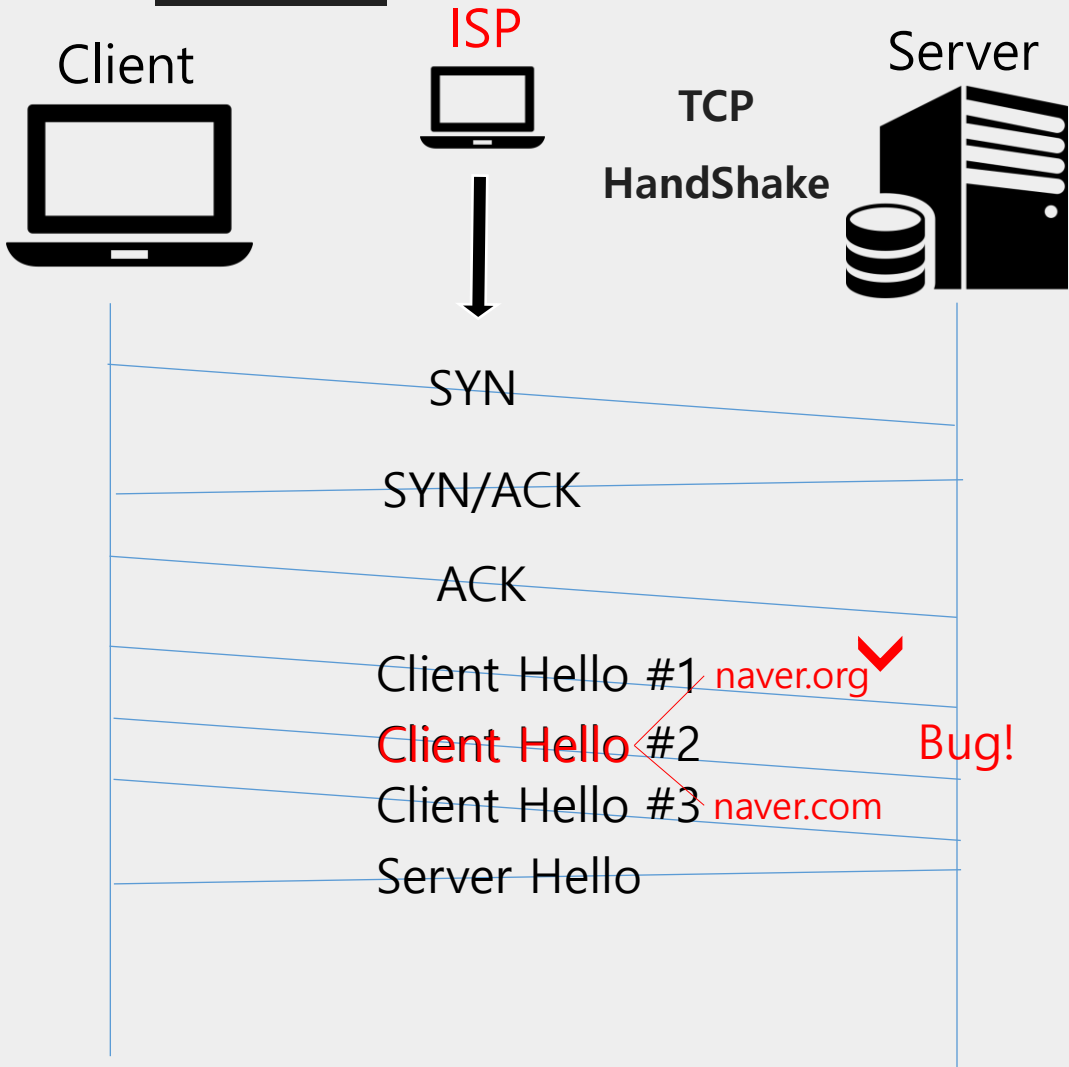 ISP
Client
Server
TCP
HandShake
SYN
SYN/ACK
ACK
Client Hello #1 naver.org
Client Hello #2 Bug!
Client Hello #3 naver.com
Server Hello